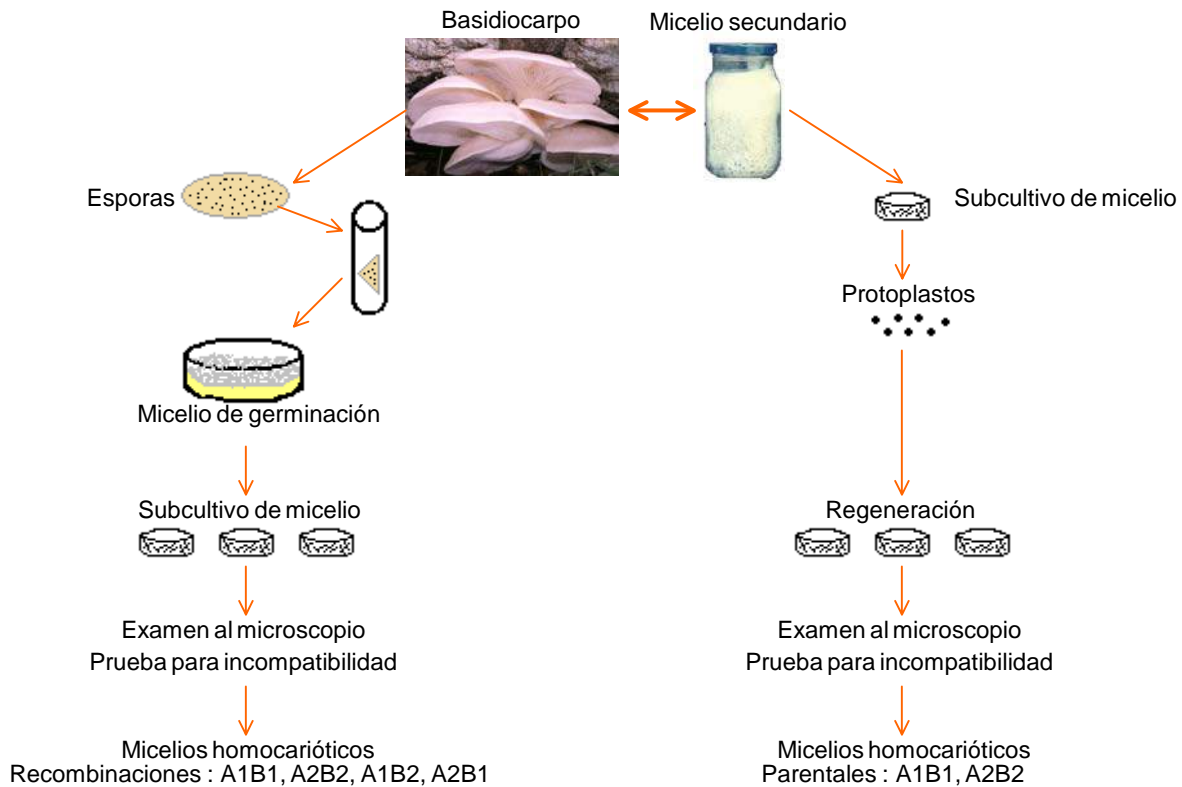 Basidiocarpo
Micelio secundario
Esporas
Subcultivo de micelio
Protoplastos
Micelio de germinación
Subcultivo de micelio
Regeneración
Examen al microscopio
Prueba para incompatibilidad
Examen al microscopio
Prueba para incompatibilidad
Micelios homocarióticos
Recombinaciones : A1B1, A2B2, A1B2, A2B1
Micelios homocarióticos
Parentales : A1B1, A2B2